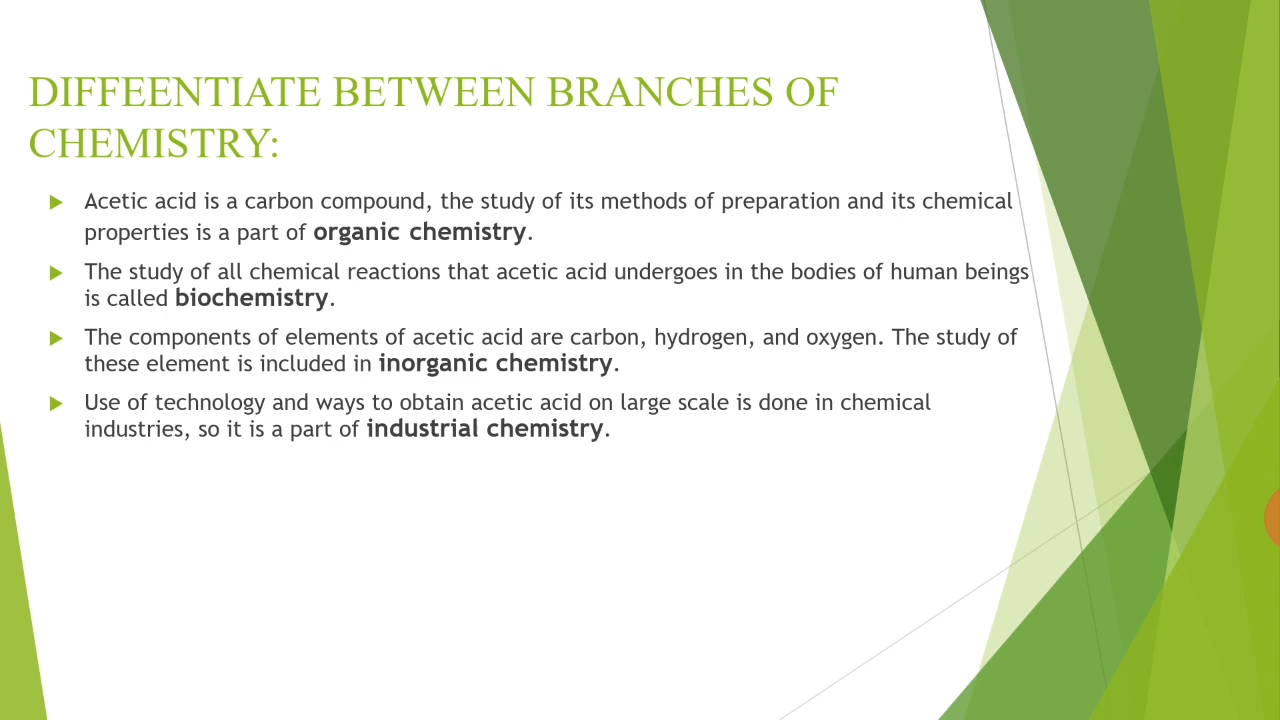 DIFFEENTIATE BETWEEN BRANCHES OF
CHEMISTRY:
Acetic acid is a carbon compound, the study of its methods of preparation and its chemical
properties is a part of organic chemistry.
The study of all chemical reactions that acetic acid undergoes in the bodies of human beings
is called biochemistry.
The components of elements of acetic acid are carbon, hydrogen, and oxygen. The study of
these element is included in inorganic chemistry.
Use of technology and ways to obtain acetic acid on large scale is done in chemical
industries, so it is a part of industrial chemistry.